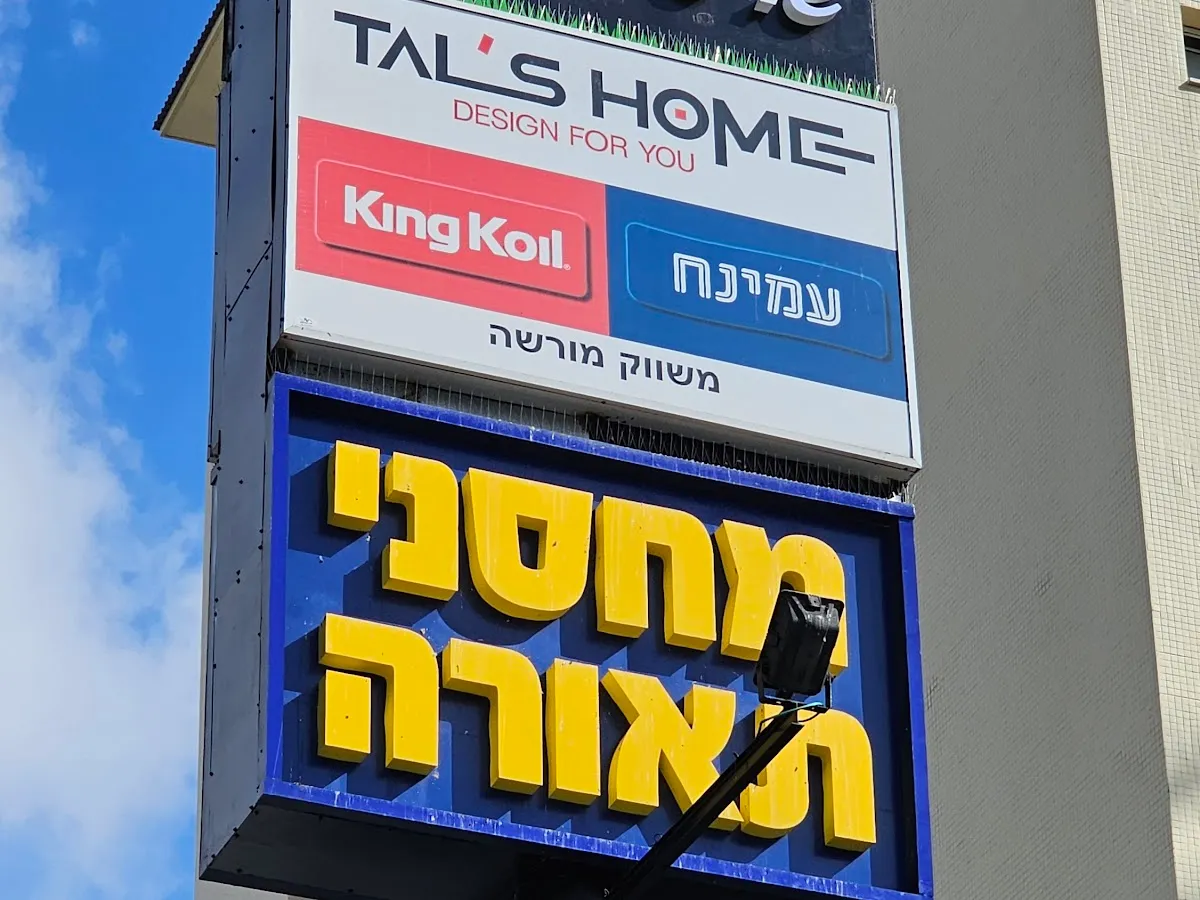 TAL'S HOME
DESIGN FOR YOU
King Koil
עמינח
משווק מורשה
מחסני
תאורה